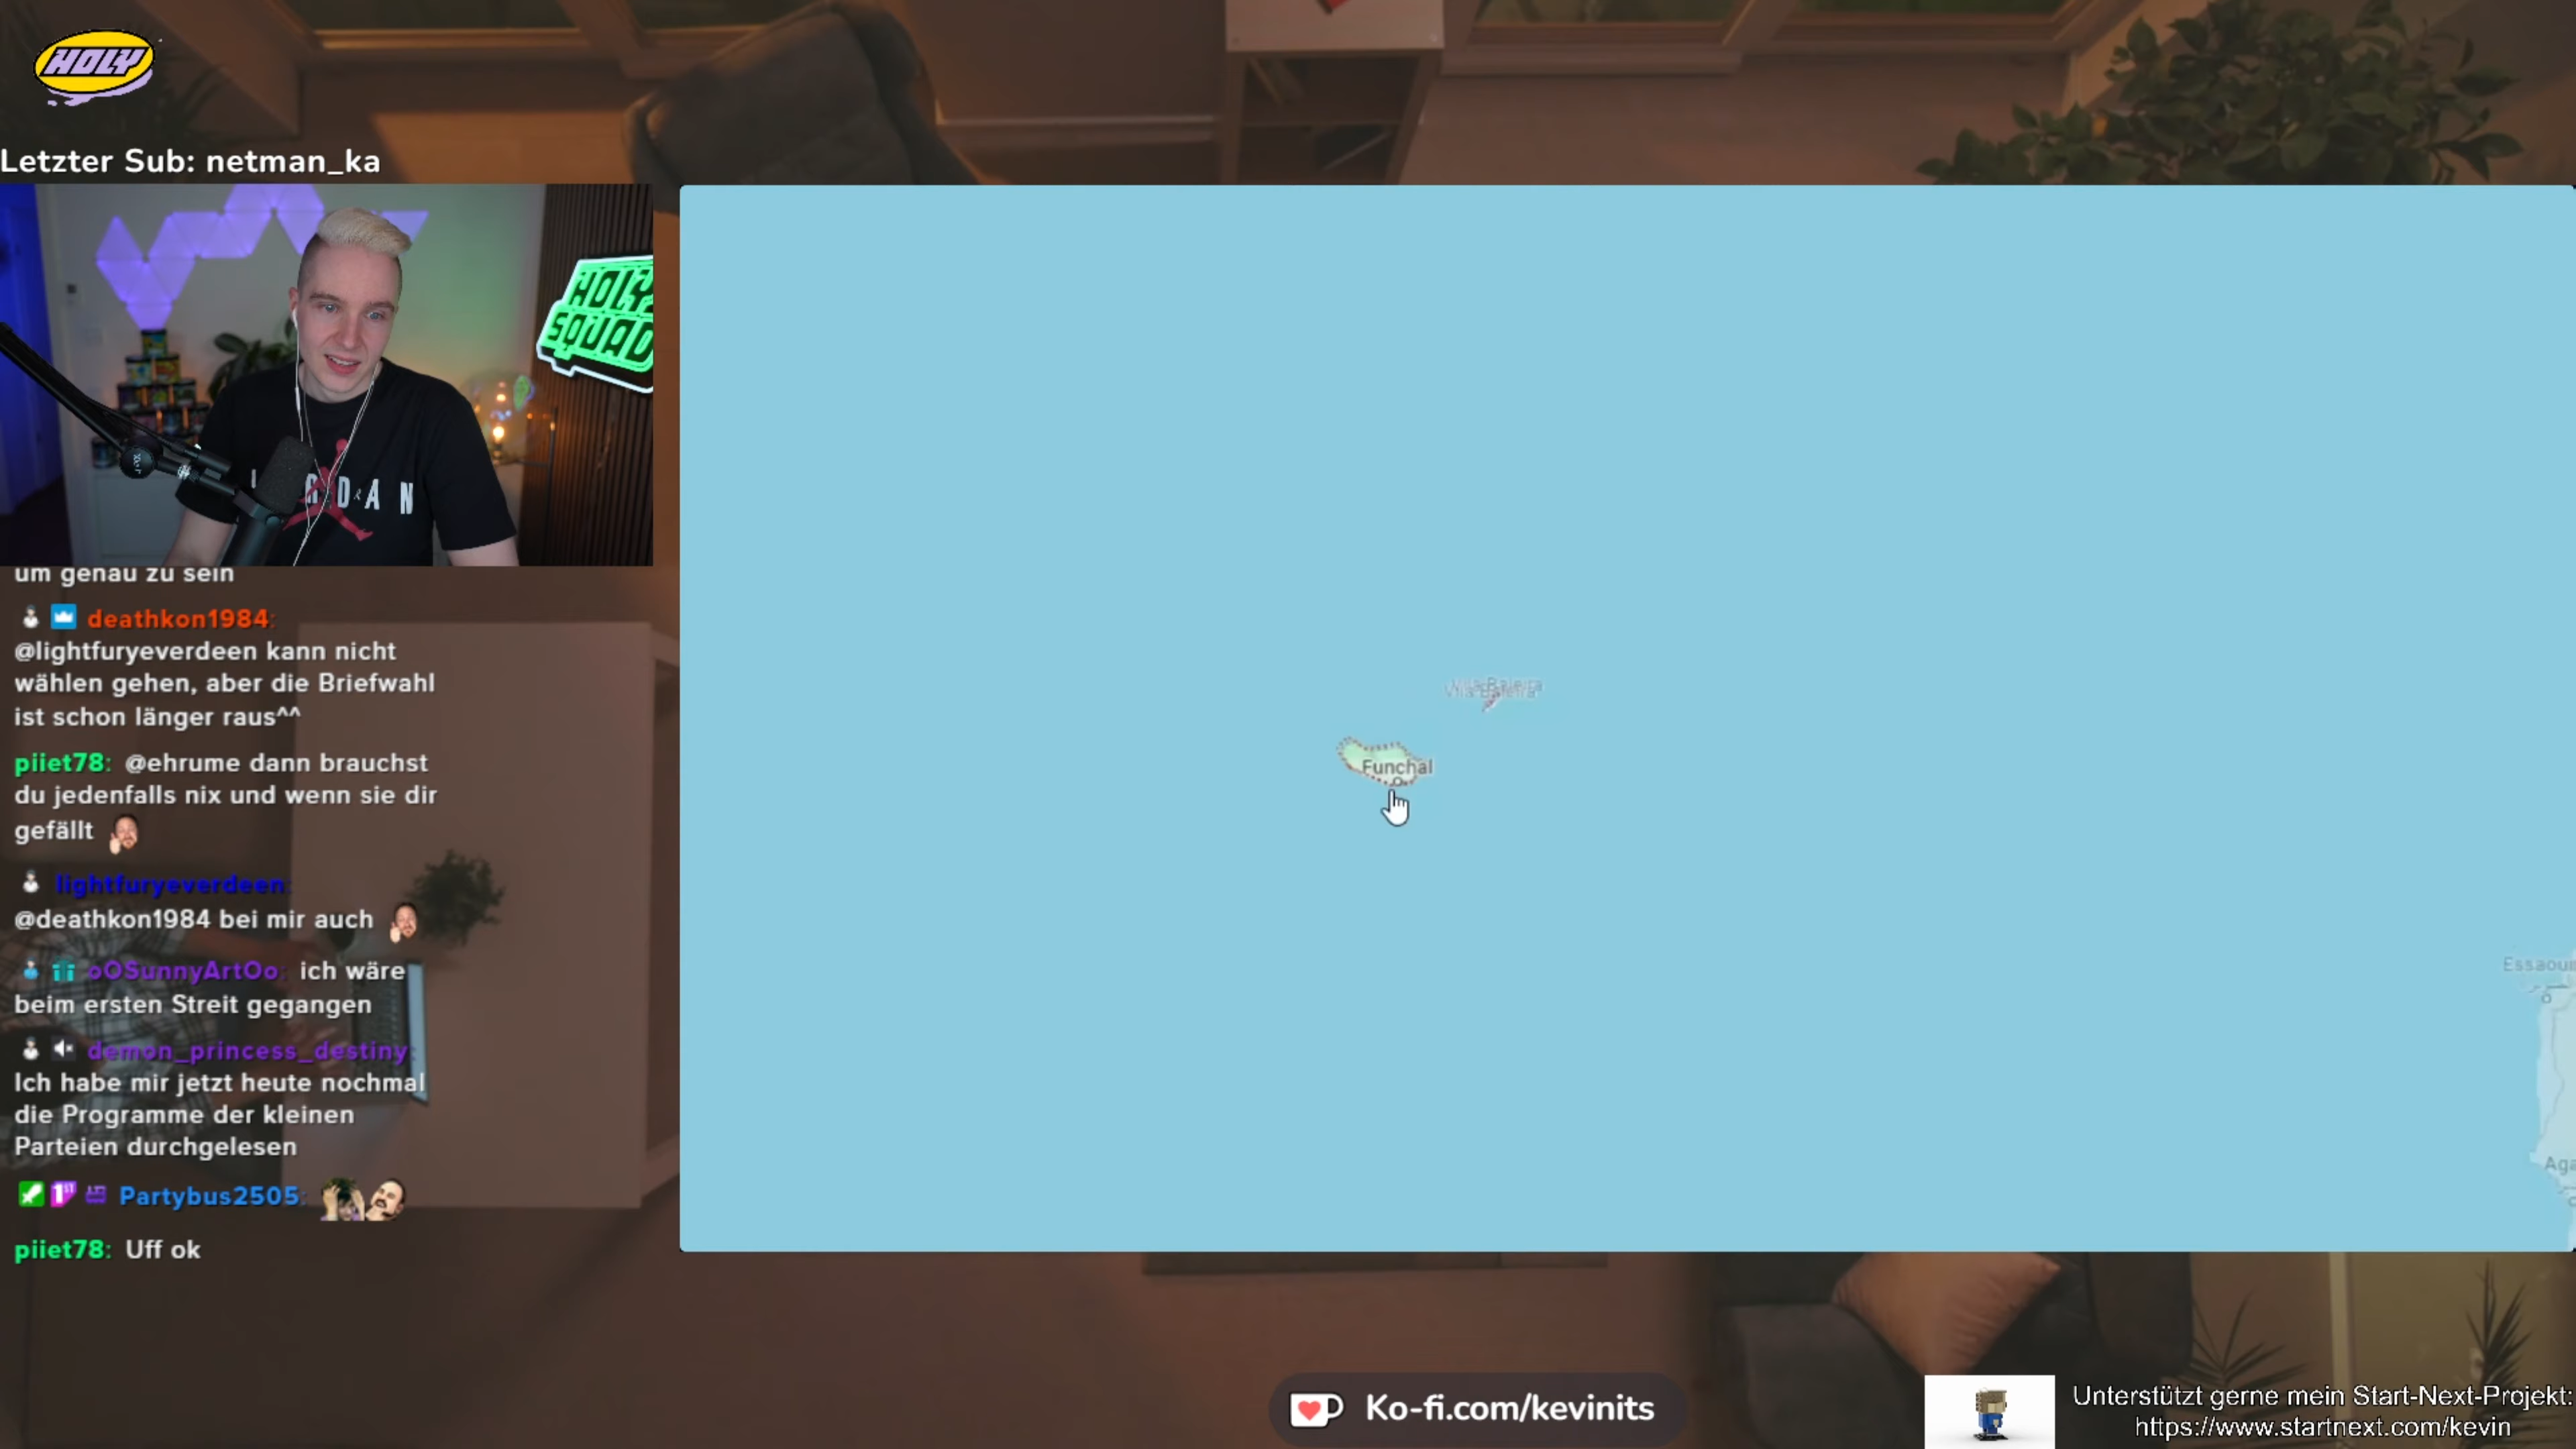 HOLY
Letzter Sub: netman_ka
HOLY
SQUAD
JORDAN
um genau zu sein
deathkon1984:
@lightfuryeverdeen kann nicht
wählen gehen, aber die Briefwahl
ist schon länger raus^^
piiet78: @ehrume dann brauchst
du jedenfalls nix und wenn sie dir
gefällt
lightfuryeverdeen:
@deathkon1984 bei mir auch
oOSunnyArtOo: ich wäre
beim ersten Streit gegangen
demon_princess_destiny:
Ich habe mir jetzt heute nochmal
die Programme der kleinen
Parteien durchgelesen
Partybus2505:
piiet78: Uff ok
Funchal
Ko-fi.com/kevinits
Unterstützt gerne mein Start-Next-Projekt:
https://www.startnext.com/kevin